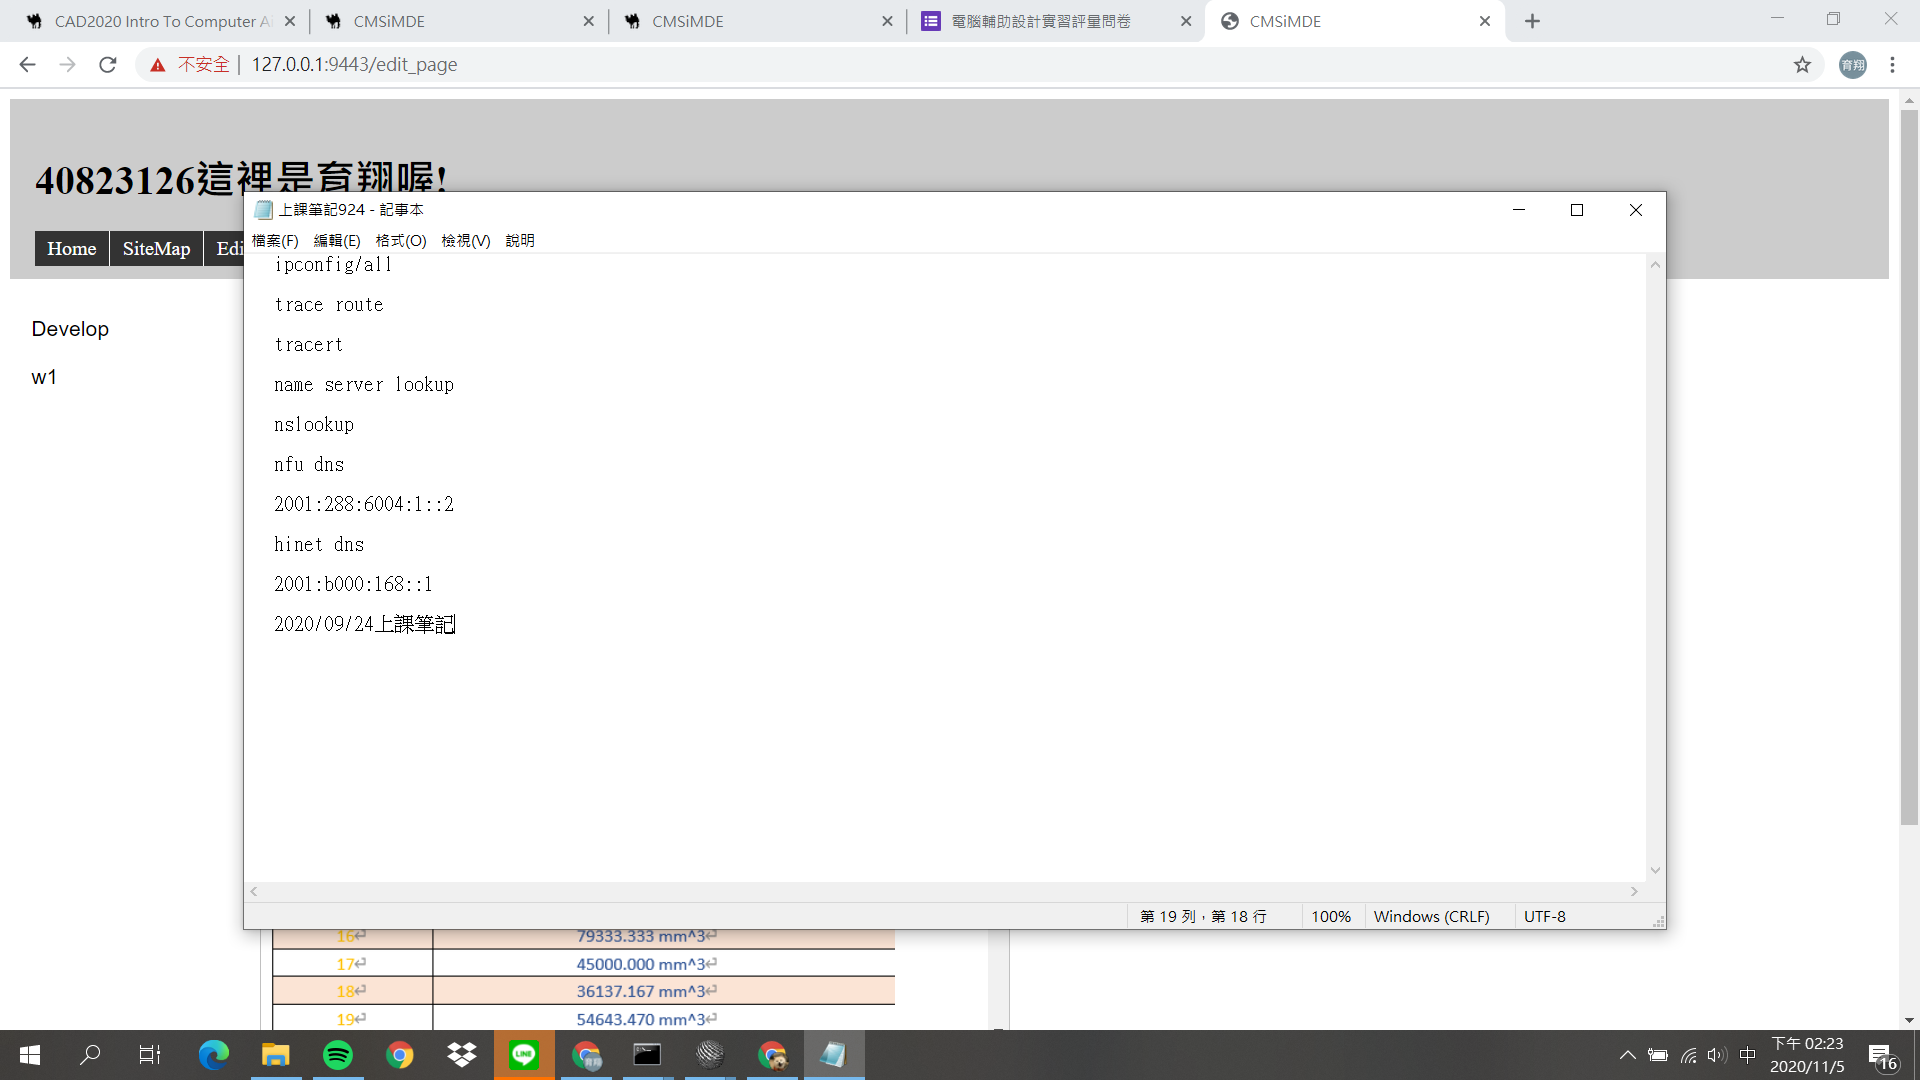 CAD2020 Intro To Computer A
CMSiMDE
CMSiMDE
電腦輔助設計實習評量問卷
CMSiMDE
不安全
127.0.0.1:9443/edit_page
育翔
40823126這裡是育翔喔!
Home
SiteMap
Edi
Develop
w1
上課筆記924 - 記事本
檔案(F) 編輯(E) 格式(O) 檢視(V) 說明
ipconfig/all
trace route
tracert
name server lookup
nslookup
nfu dns
2001:288:6004:1::2
hinet dns
2001:b000:168::1
2020/09/24上課筆記
第 19 列，第 18 行
100%
Windows (CRLF)
UTF-8
16 79333.333 mm^3
17 45000.000 mm^3
18 36137.167 mm^3
19 54643.470 mm^3
LINE
中
下午 02:23
2020/11/5
16